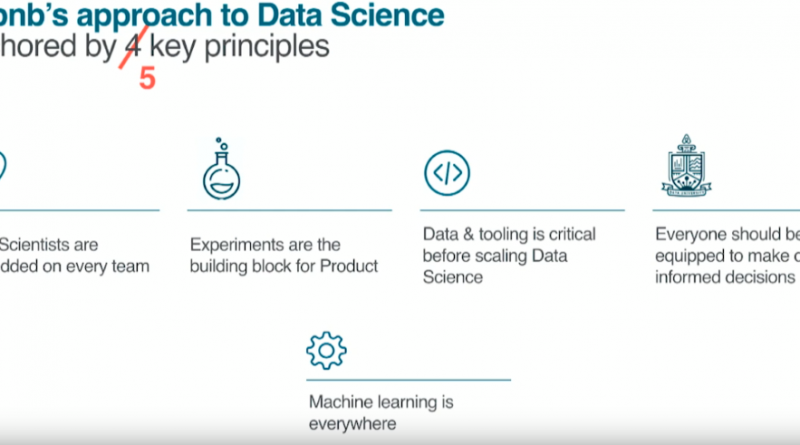 onb's approach to Data Science
hored by 4 key principles
5
Scientists are
dded on every team
Experiments are the
building block for Product
Data & tooling is critical
before scaling Data
Science
Everyone should be
equipped to make d
informed decisions
Machine learning is
everywhere